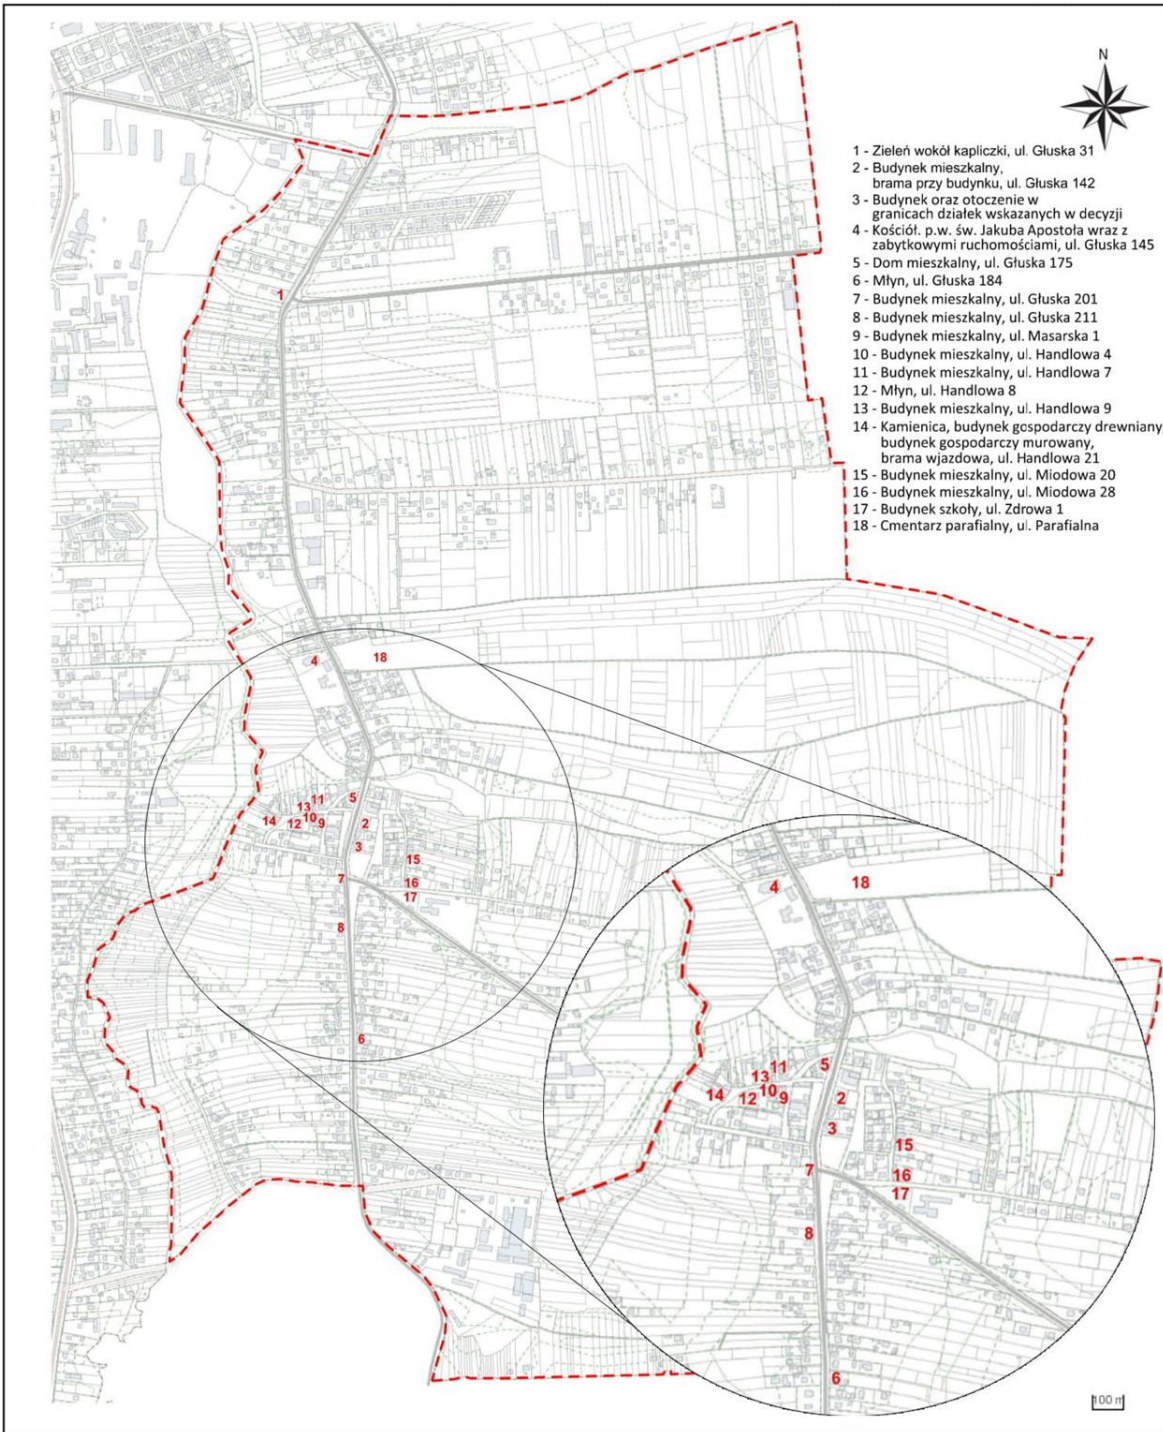 N
1 - Zieleń wokół kapliczki, ul. Głuska 31
2 - Budynek mieszkalny,
brama przy budynku, ul. Głuska 142
3 - Budynek oraz otoczenie w
granicach działek wskazanych w decyzji
4 - Kościół. p.w. św. Jakuba Apostoła wraz z
zabytkowymi ruchomościami, ul. Głuska 145
5 - Dom mieszkalny, ul. Głuska 175
6 - Młyn, ul. Głuska 184
7 - Budynek mieszkalny, ul. Głuska 201
8 - Budynek mieszkalny, ul. Głuska 211
9 - Budynek mieszkalny, ul. Masarska 1
10 - Budynek mieszkalny, ul. Handlowa 4
11 - Budynek mieszkalny, ul. Handlowa 7
12 - Młyn, ul. Handlowa 8
13 - Budynek mieszkalny, ul. Handlowa 9
14 - Kamienica, budynek gospodarczy drewniany,
budynek gospodarczy murowany,
brama wjazdowa, ul. Handlowa 21
15 - Budynek mieszkalny, ul. Miodowa 20
16 - Budynek mieszkalny, ul. Miodowa 28
17 - Budynek szkoły, ul. Zdrowa 1
18 - Cmentarz parafialny, ul. Parafialna
1
4
18
5
11
13
10
14
12
9
2
3
15
7
16
17
8
6
4
18
5
11
13
10
14
12
9
2
3
15
7
16
17
8
6
100 m